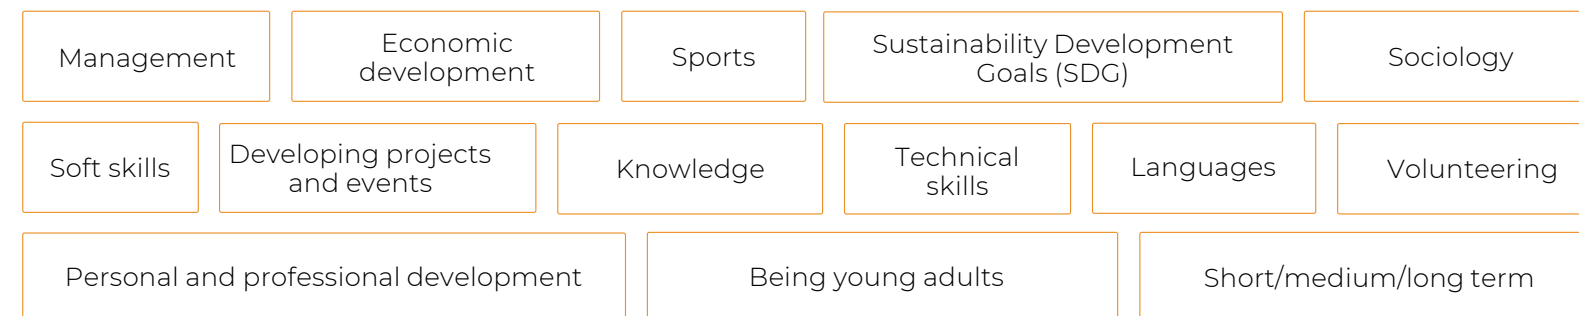 Management
Economic
development
Sports
Sustainability Development
Goals (SDG)
Sociology
Soft skills
Developing projects
and events
Knowledge
Technical
skills
Languages
Volunteering
Personal and professional development
Being young adults
Short/medium/long term